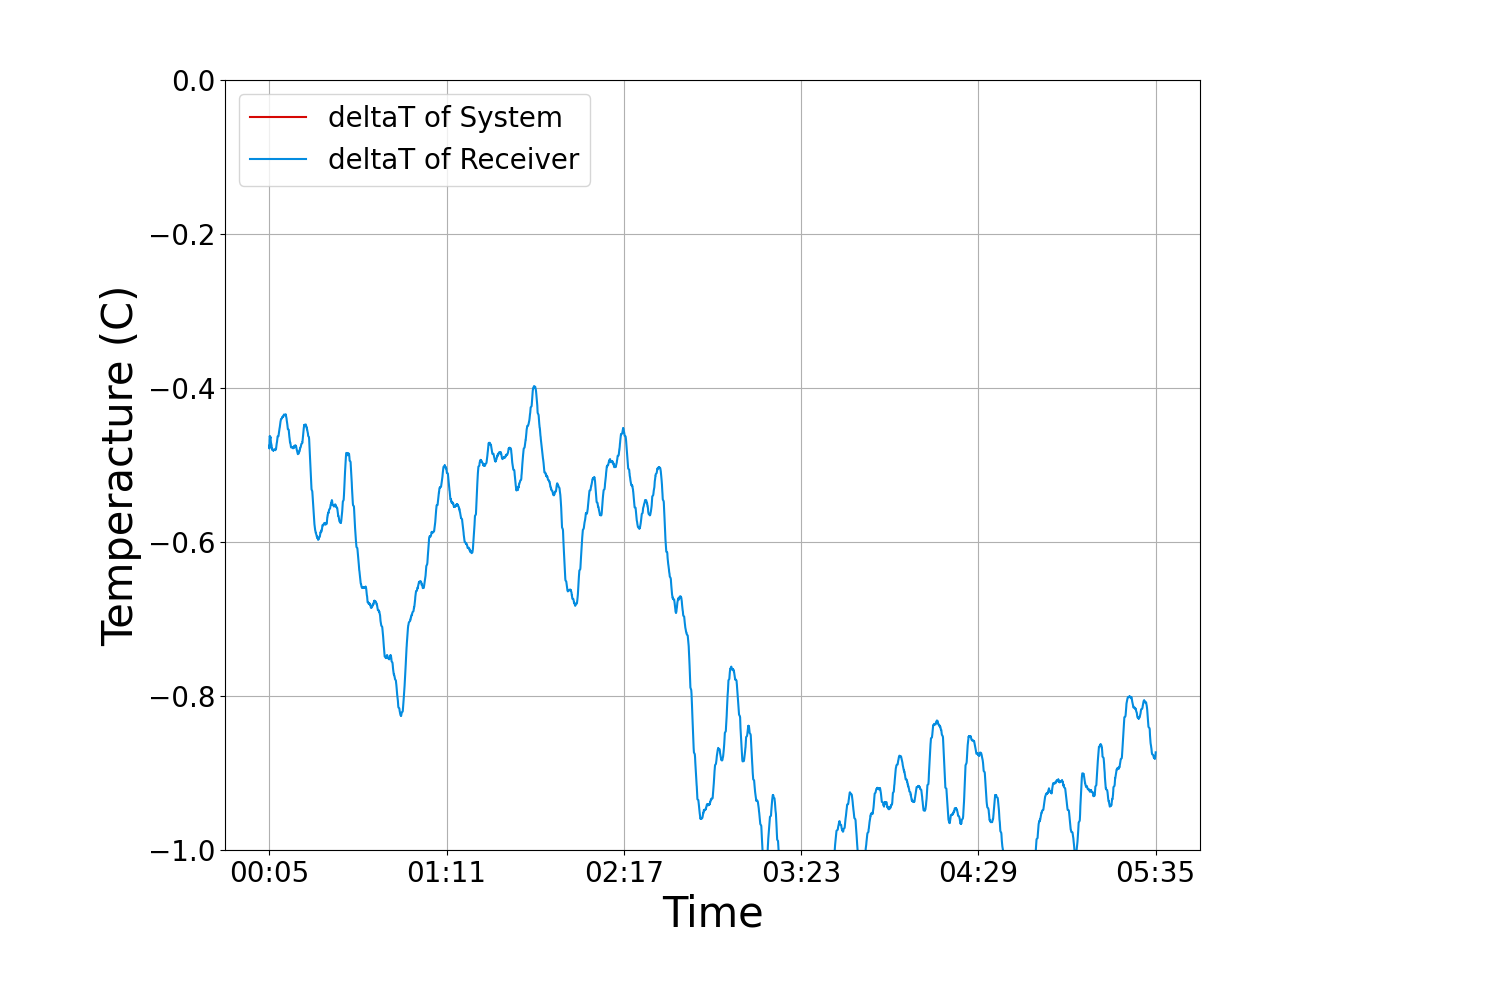 0.0
deltaT of System
deltaT of Receiver
−0.2
−0.4
−0.6
−0.8
−1.0
Temperacture (C)
00:05 01:11 02:17 03:23 04:29 05:35
Time